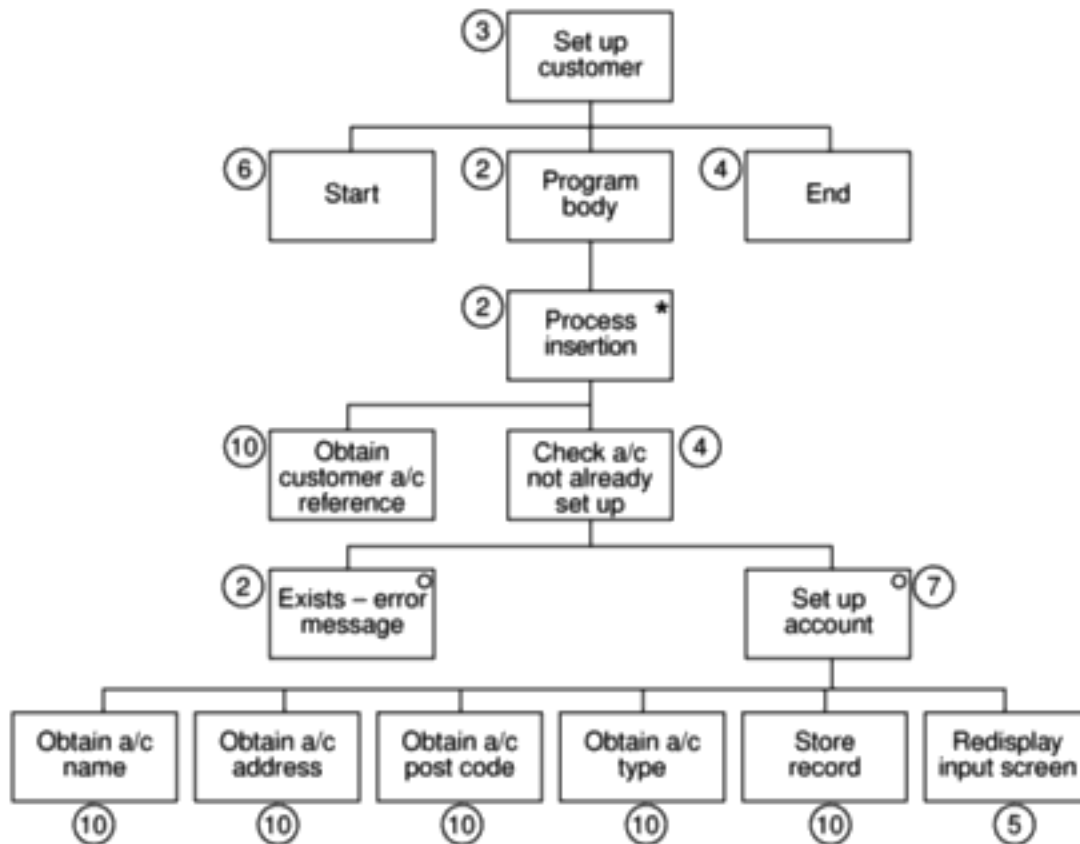 3
Set up
customer
6
Start
2
Program
body
4
End
2
Process
insertion
*
10
Obtain
customer a/c
reference
Check a/c
not already
set up
4
2
Exists – error
message
Set up
account
7
Obtain a/c
name
Obtain a/c
address
Obtain a/c
post code
Obtain a/c
type
Store
record
Redisplay
input screen
10
10
10
10
10
5